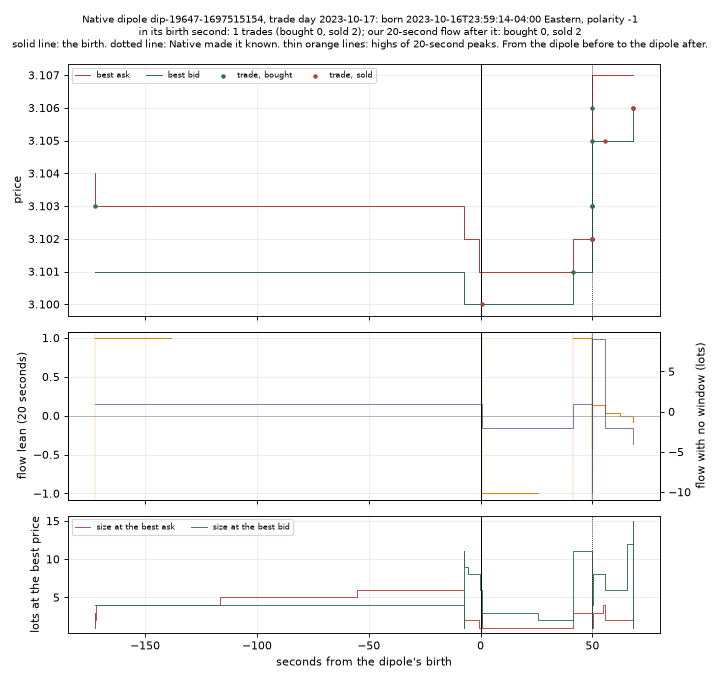 Native dipole dip-19647-1697515154, trade day 2023-10-17: born 2023-10-16T23:59:14-04:00 Eastern, polarity -1
in its birth second: 1 trades (bought 0, sold 2); our 20-second flow after it: bought 0, sold 2
solid line: the birth. dotted line: Native made it known. thin orange lines: highs of 20-second peaks. From the dipole before to the dipole after.
best ask
best bid
trade, bought
trade, sold
price
3.107
3.106
3.105
3.104
3.103
3.102
3.101
3.100
flow lean (20 seconds)
1.0
0.5
0.0
−0.5
−1.0
5
0
−5
−10
flow with no window (lots)
size at the best ask
size at the best bid
lots at the best price
15
10
5
−150
−100
−50
0
50
seconds from the dipole's birth